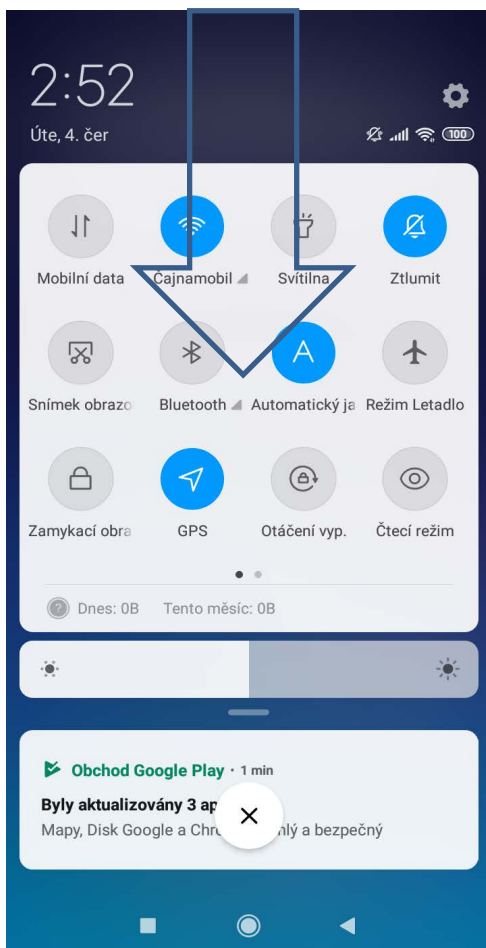 2:52
Úte, 4. čer
100
Mobilní data
Čajnamobil
Svítilna
Ztlumit
Snímek obrazo
Bluetooth
Automatický ja
Režim Letadlo
Zamykací obra
GPS
Otáčení vyp.
Čtecí režim
Dnes: 0B Tento měsíc: 0B
Obchod Google Play · 1 min
Byly aktualizovány 3 ap
Mapy, Disk Google a Chr hlý a bezpečný